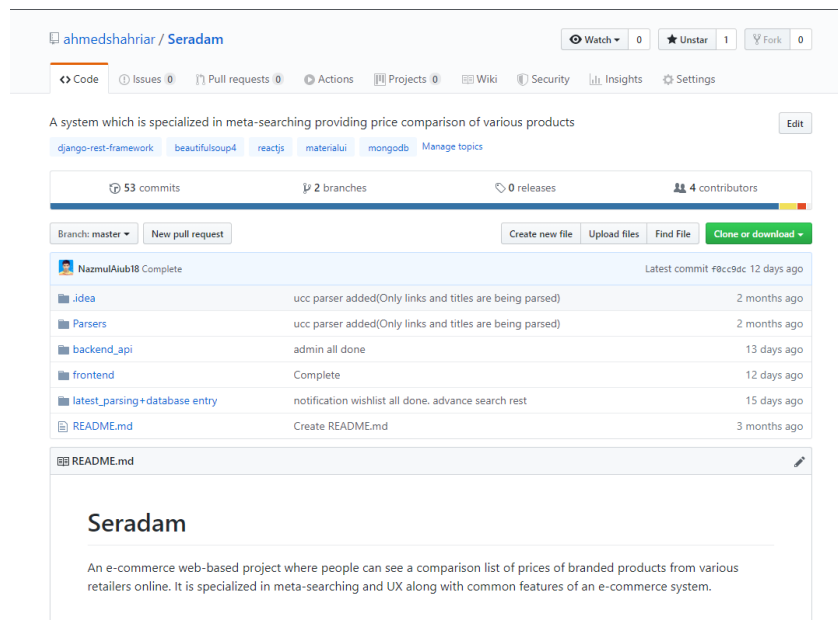 ahmedshahriar / Seradam
Watch 0 Unstar 1 Fork 0
Code Issues 0 Pull requests 0 Actions Projects 0 Wiki Security Insights Settings
A system which is specialized in meta-searching providing price comparison of various products
Edit
django-rest-framework beautifulsoup4 reactjs materialui mongodb Manage topics
53 commits 2 branches 0 releases 4 contributors
Branch: master New pull request Create new file Upload files Find File Clone or download
NazmulAiub18 Complete Latest commit f0cc9dc 12 days ago
.idea ucc parser added(Only links and titles are being parsed) 2 months ago
Parsers ucc parser added(Only links and titles are being parsed) 2 months ago
backend_api admin all done 13 days ago
frontend Complete 12 days ago
latest_parsing+database entry notification wishlist all done. advance search rest 15 days ago
README.md Create README.md 3 months ago
README.md
Seradam
An e-commerce web-based project where people can see a comparison list of prices of branded products from various
retailers online. It is specialized in meta-searching and UX along with common features of an e-commerce system.